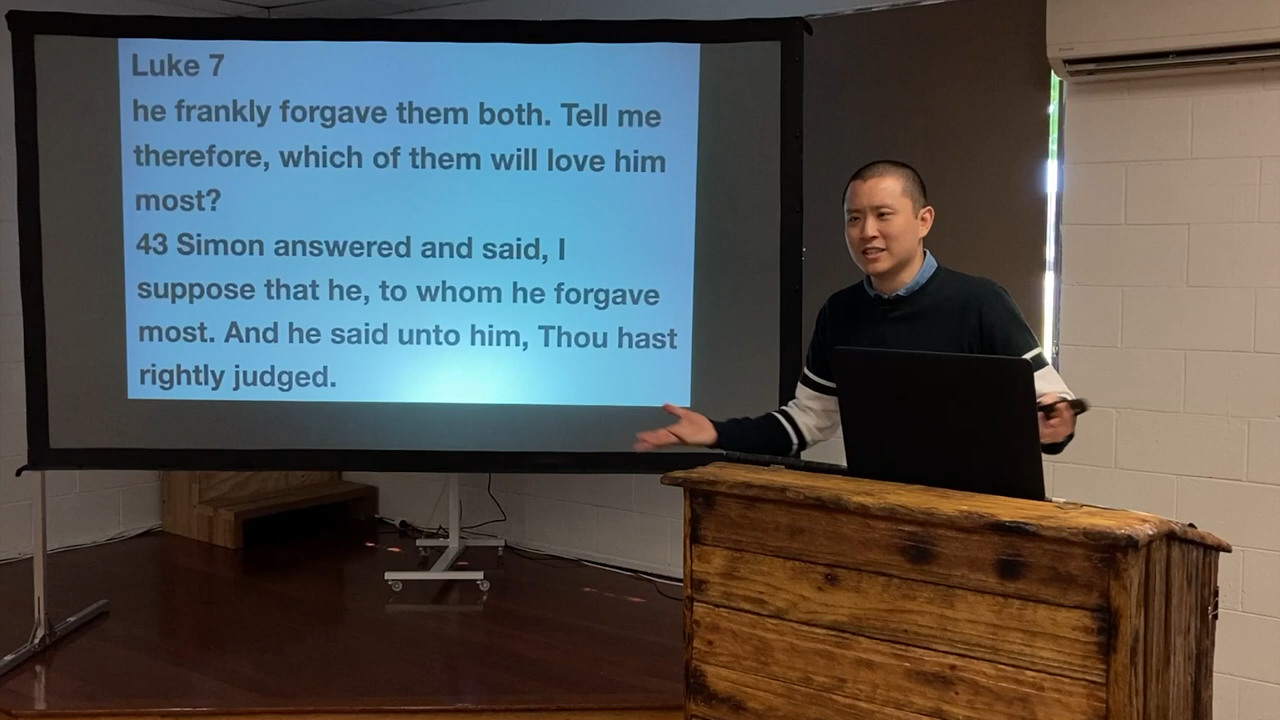 Luke 7
he frankly forgave them both. Tell me
therefore, which of them will love him
most?
43 Simon answered and said, I
suppose that he, to whom he forgave
most. And he said unto him, Thou hast
rightly judged.